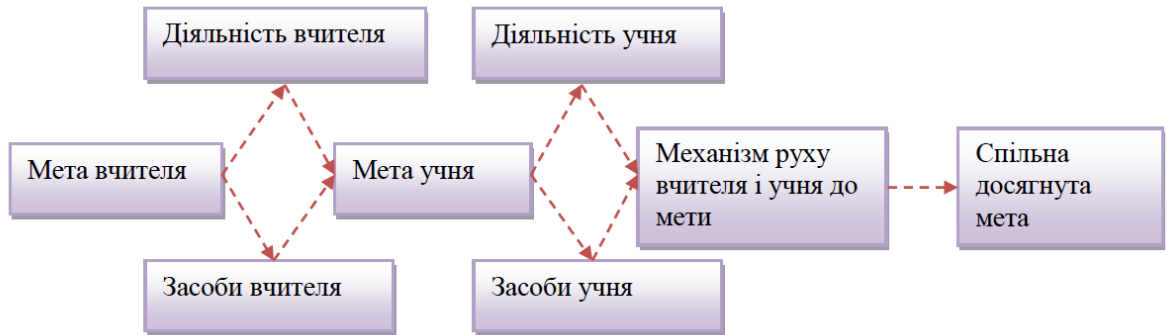 Діяльність вчителя
Діяльність учня
Мета вчителя
Мета учня
Механізм руху
вчителя і учня до
мети
Спільна
досягнута
мета
Засоби вчителя
Засоби учня